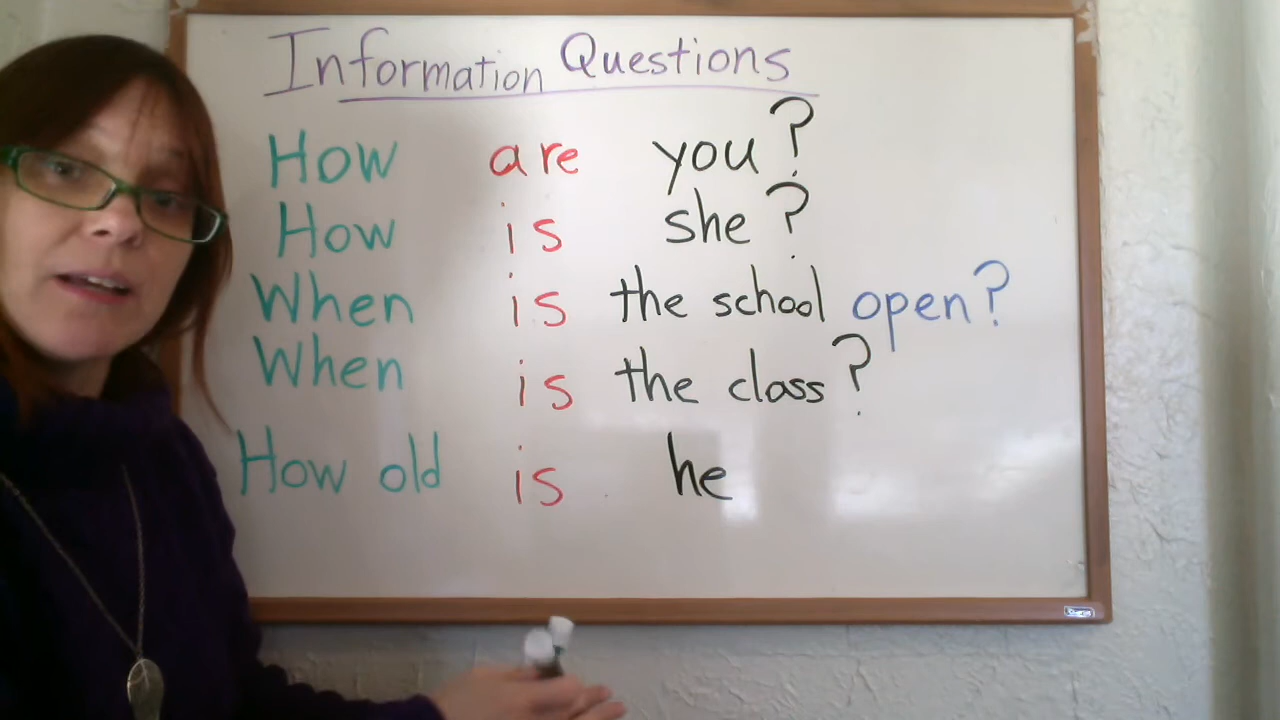 Information Questions
How are you?
How is she?
When is the school open?
When is the class?
How old is he